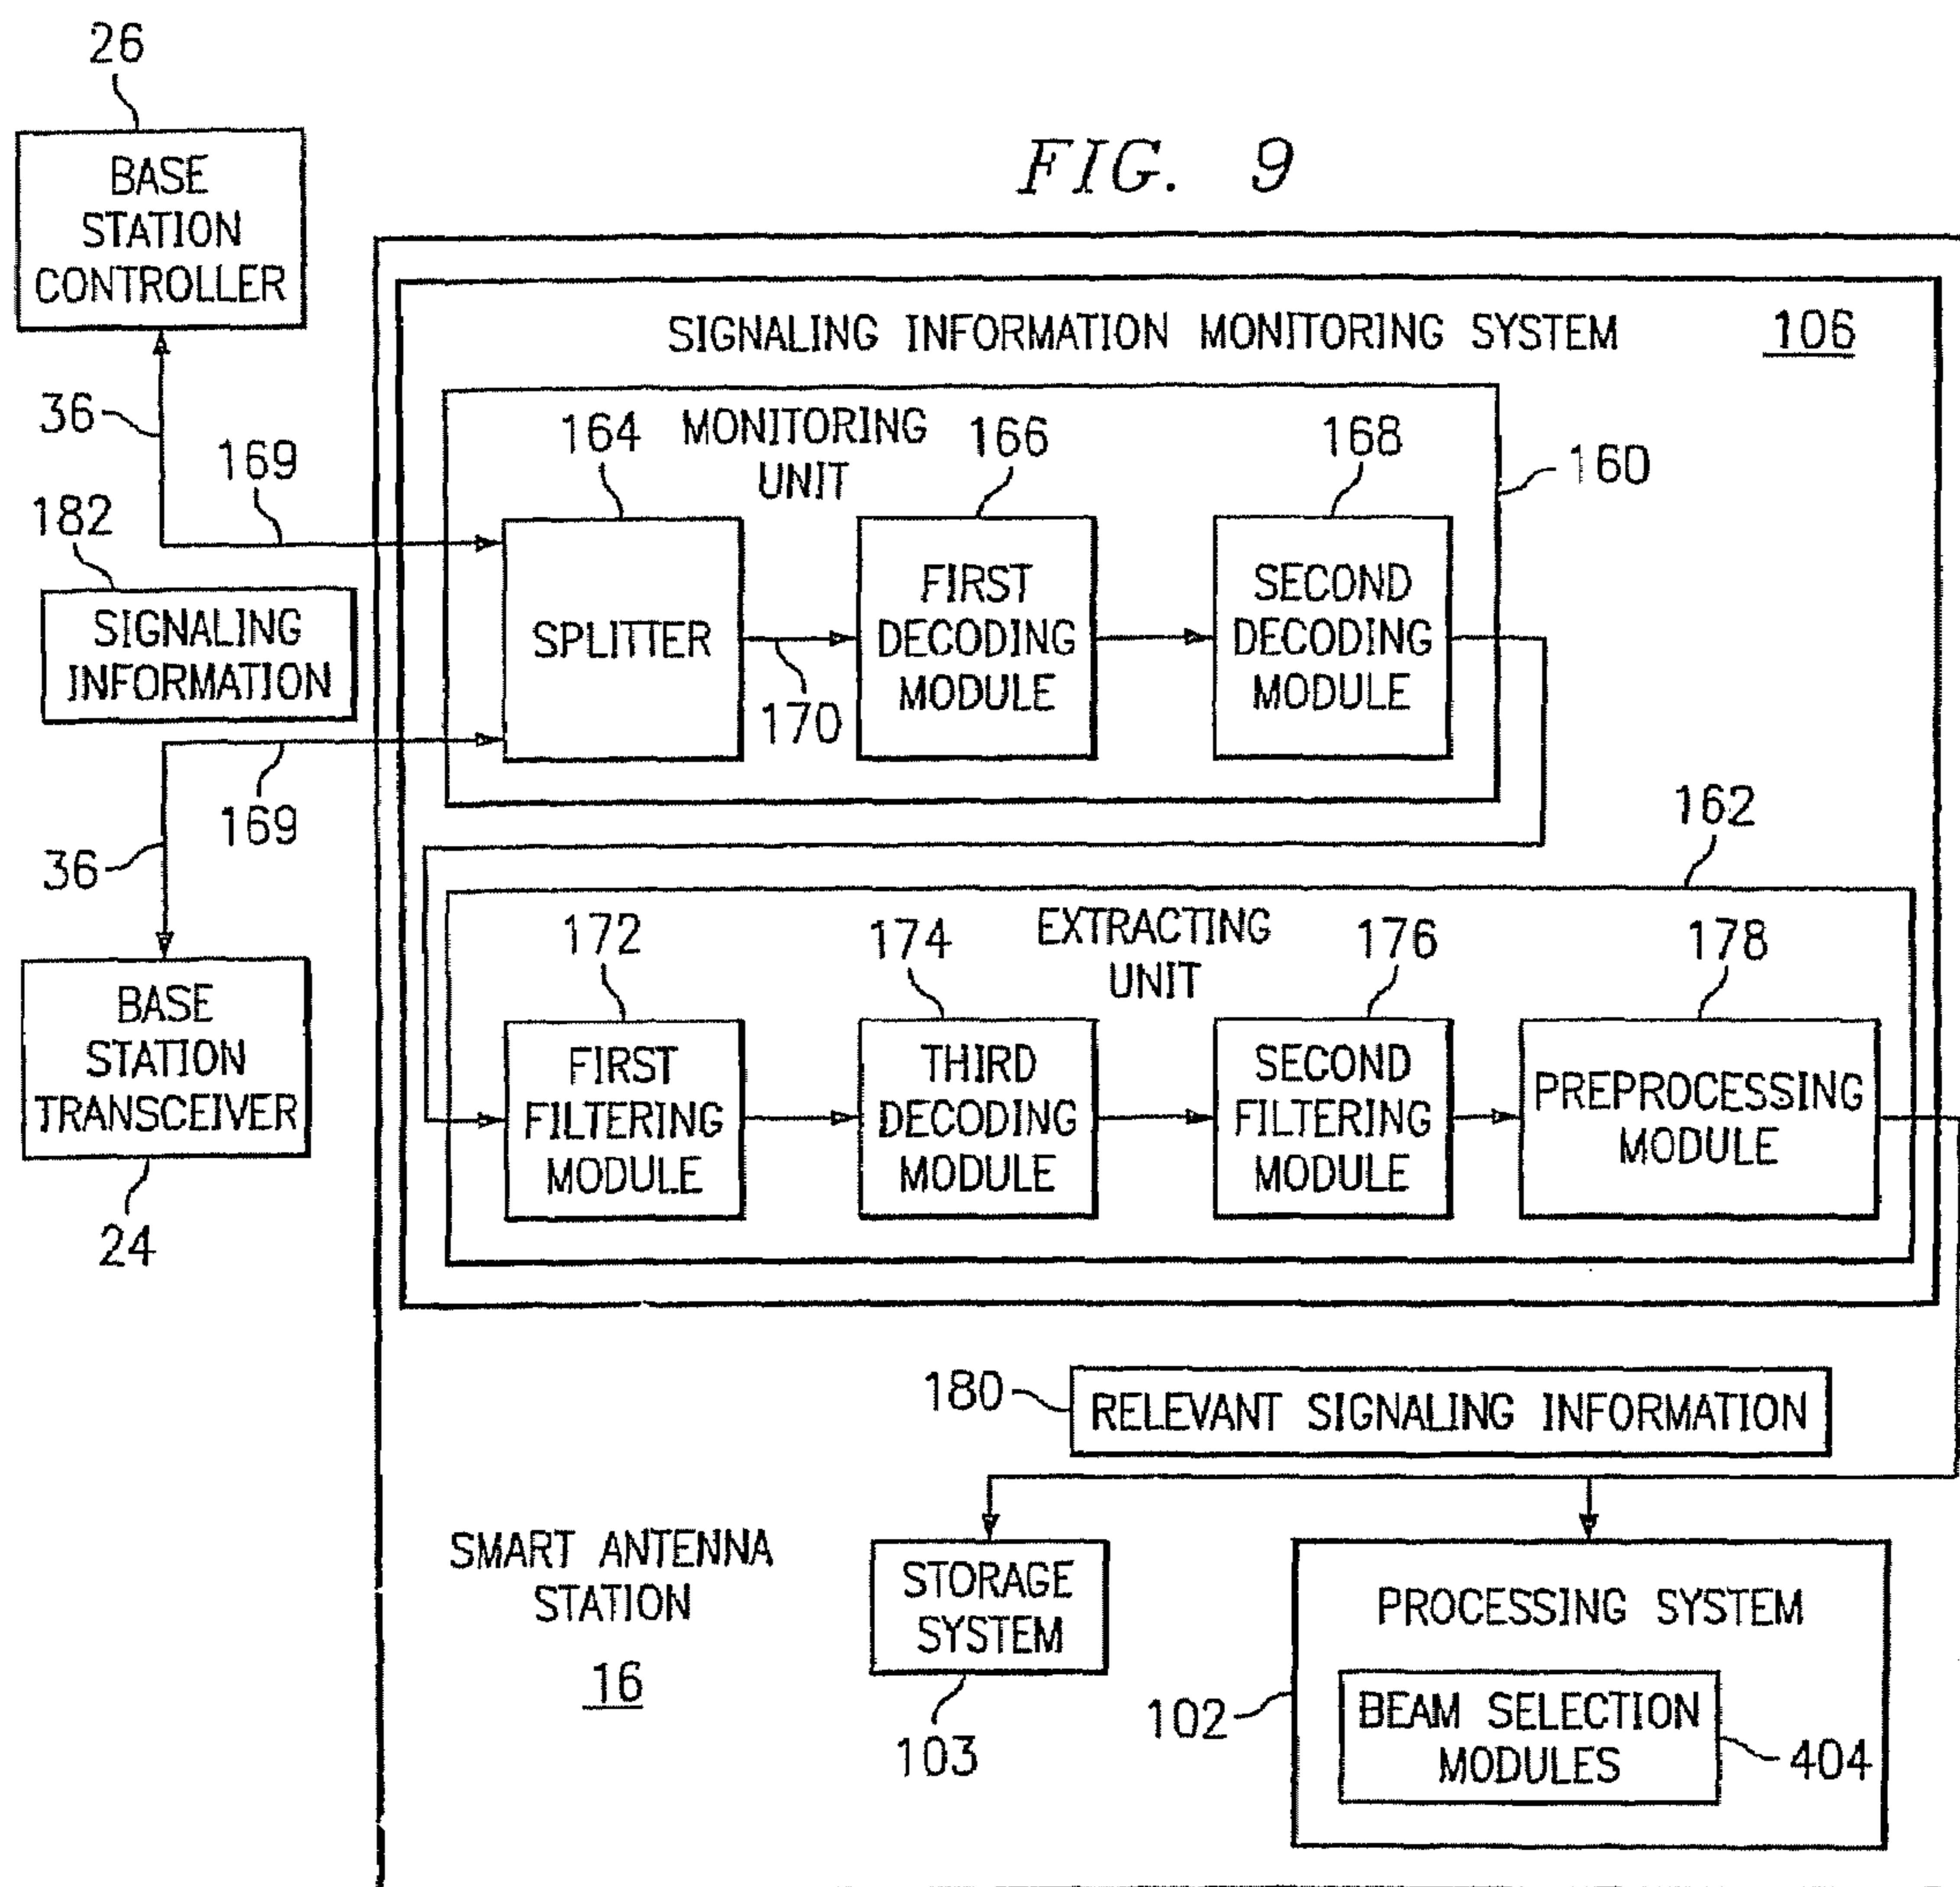 FIG. 9
26
BASE
STATION
CONTROLLER
36
169
182
SIGNALING
INFORMATION
36
169
BASE
STATION
TRANSCEIVER
24
SIGNALING INFORMATION MONITORING SYSTEM 106
MONITORING
UNIT
160
164
SPLITTER
170
166
FIRST
DECODING
MODULE
168
SECOND
DECODING
MODULE
162
EXTRACTING
UNIT
172
FIRST
FILTERING
MODULE
174
THIRD
DECODING
MODULE
176
SECOND
FILTERING
MODULE
178
PREPROCESSING
MODULE
180
RELEVANT SIGNALING INFORMATION
SMART ANTENNA
STATION
16
STORAGE
SYSTEM
103
PROCESSING SYSTEM
102
BEAM SELECTION
MODULES
404